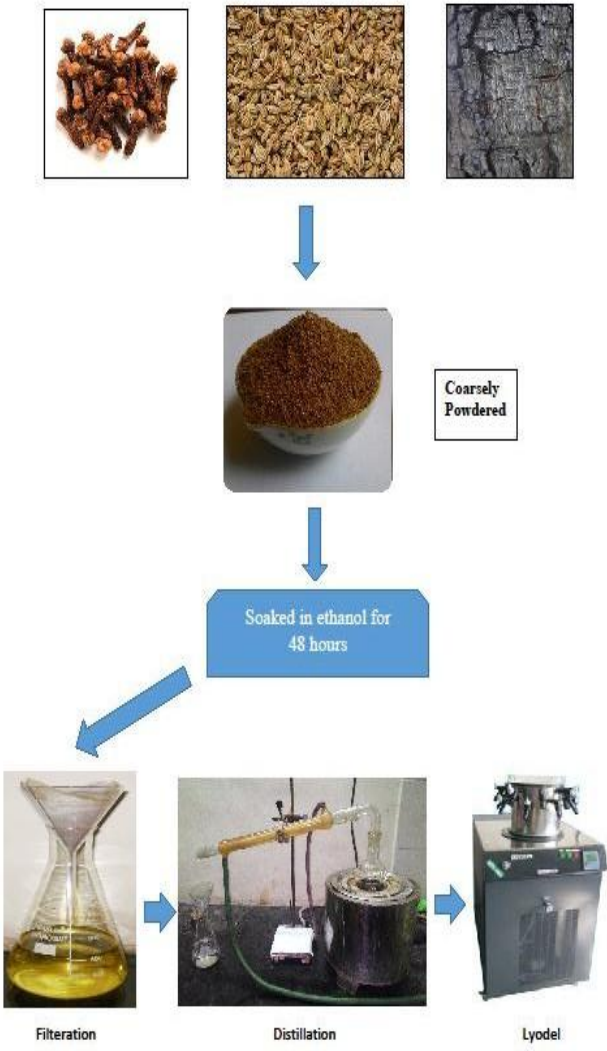 Coarsely
Powdered
Soaked in ethanol for
48 hours
Filteration
Distillation
Lyodel